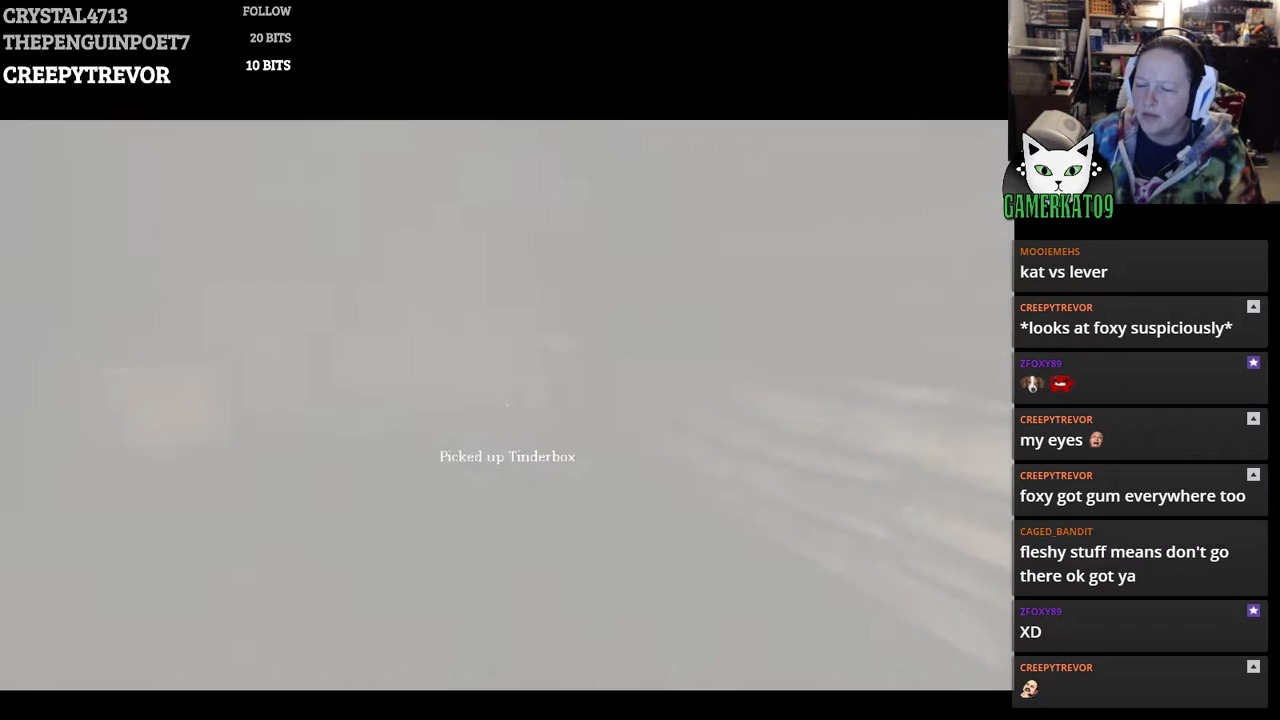 CRYSTAL4713
FOLLOW
THEPENGUINPOET7
20 BITS
CREEPYTREVOR
10 BITS
GAMERKAT09
Picked up Tinderbox
MOOIEMEHS
kat vs lever
CREEPYTREVOR
*looks at foxy suspiciously*
ZFOXY89
CREEPYTREVOR
my eyes
CREEPYTREVOR
foxy got gum everywhere too
CAGED_BANDIT
fleshy stuff means don't go
there ok got ya
ZFOXY89
XD
CREEPYTREVOR